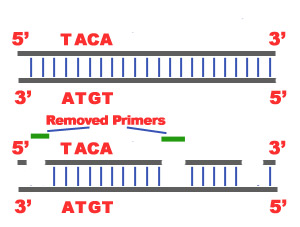 5' TACA 3'
3' ATGT 5'
Removed Primers
5' TACA 3'
3' ATGT 5'